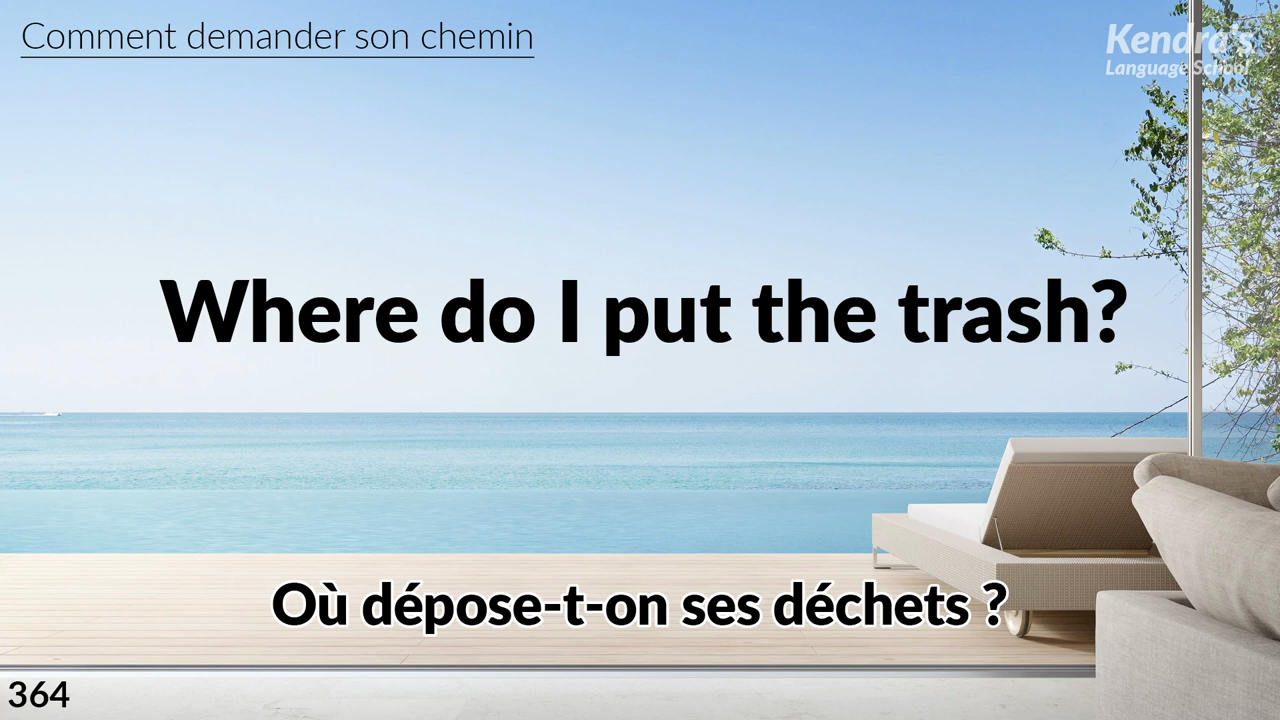 Comment demander son chemin
Kendra's
Language School
Where do I put the trash?
Où dépose-t-on ses déchets ?
364